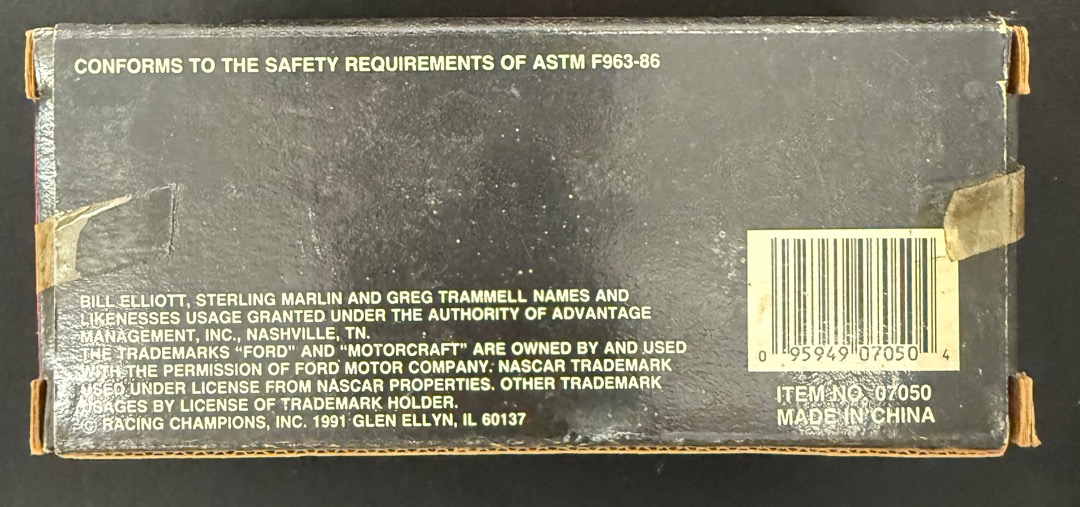 CONFORMS TO THE SAFETY REQUIREMENTS OF ASTM F963-86
BILL ELLIOTT, STERLING MARLIN AND GREG TRAMMELL NAMES AND
LIKENESSES USAGE GRANTED UNDER THE AUTHORITY OF ADVANTAGE
MANAGEMENT, INC., NASHVILLE, TN.
THE TRADEMARKS “FORD” AND “MOTORCRAFT” ARE OWNED BY AND USED
WITH THE PERMISSION OF FORD MOTOR COMPANY. NASCAR TRADEMARK
USED UNDER LICENSE FROM NASCAR PROPERTIES. OTHER TRADEMARK
USAGES BY LICENSE OF TRADEMARK HOLDER.
© RACING CHAMPIONS, INC. 1991 GLEN ELLYN, IL 60137
0 95949 07050 4
ITEM NO. 07050
MADE IN CHINA